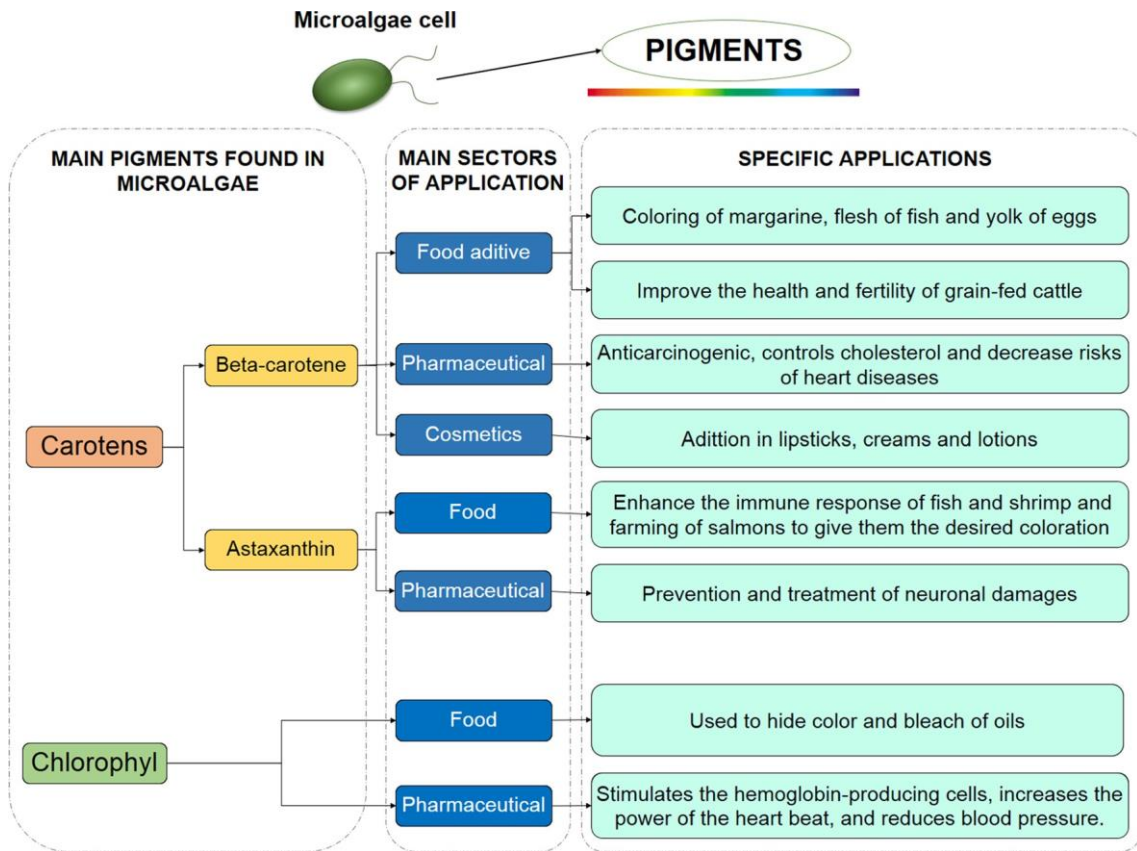 Microalgae cell
PIGMENTS
MAIN PIGMENTS FOUND IN
MICROALGAE
MAIN SECTORS
OF APPLICATION
SPECIFIC APPLICATIONS
Carotens
Beta-carotene
Food aditive
Coloring of margarine, flesh of fish and yolk of eggs
Improve the health and fertility of grain-fed cattle
Pharmaceutical
Anticarcinogenic, controls cholesterol and decrease risks
of heart diseases
Cosmetics
Adittion in lipsticks, creams and lotions
Astaxanthin
Food
Enhance the immune response of fish and shrimp and
farming of salmons to give them the desired coloration
Pharmaceutical
Prevention and treatment of neuronal damages
Chlorophyl
Food
Used to hide color and bleach of oils
Pharmaceutical
Stimulates the hemoglobin-producing cells, increases the
power of the heart beat, and reduces blood pressure.